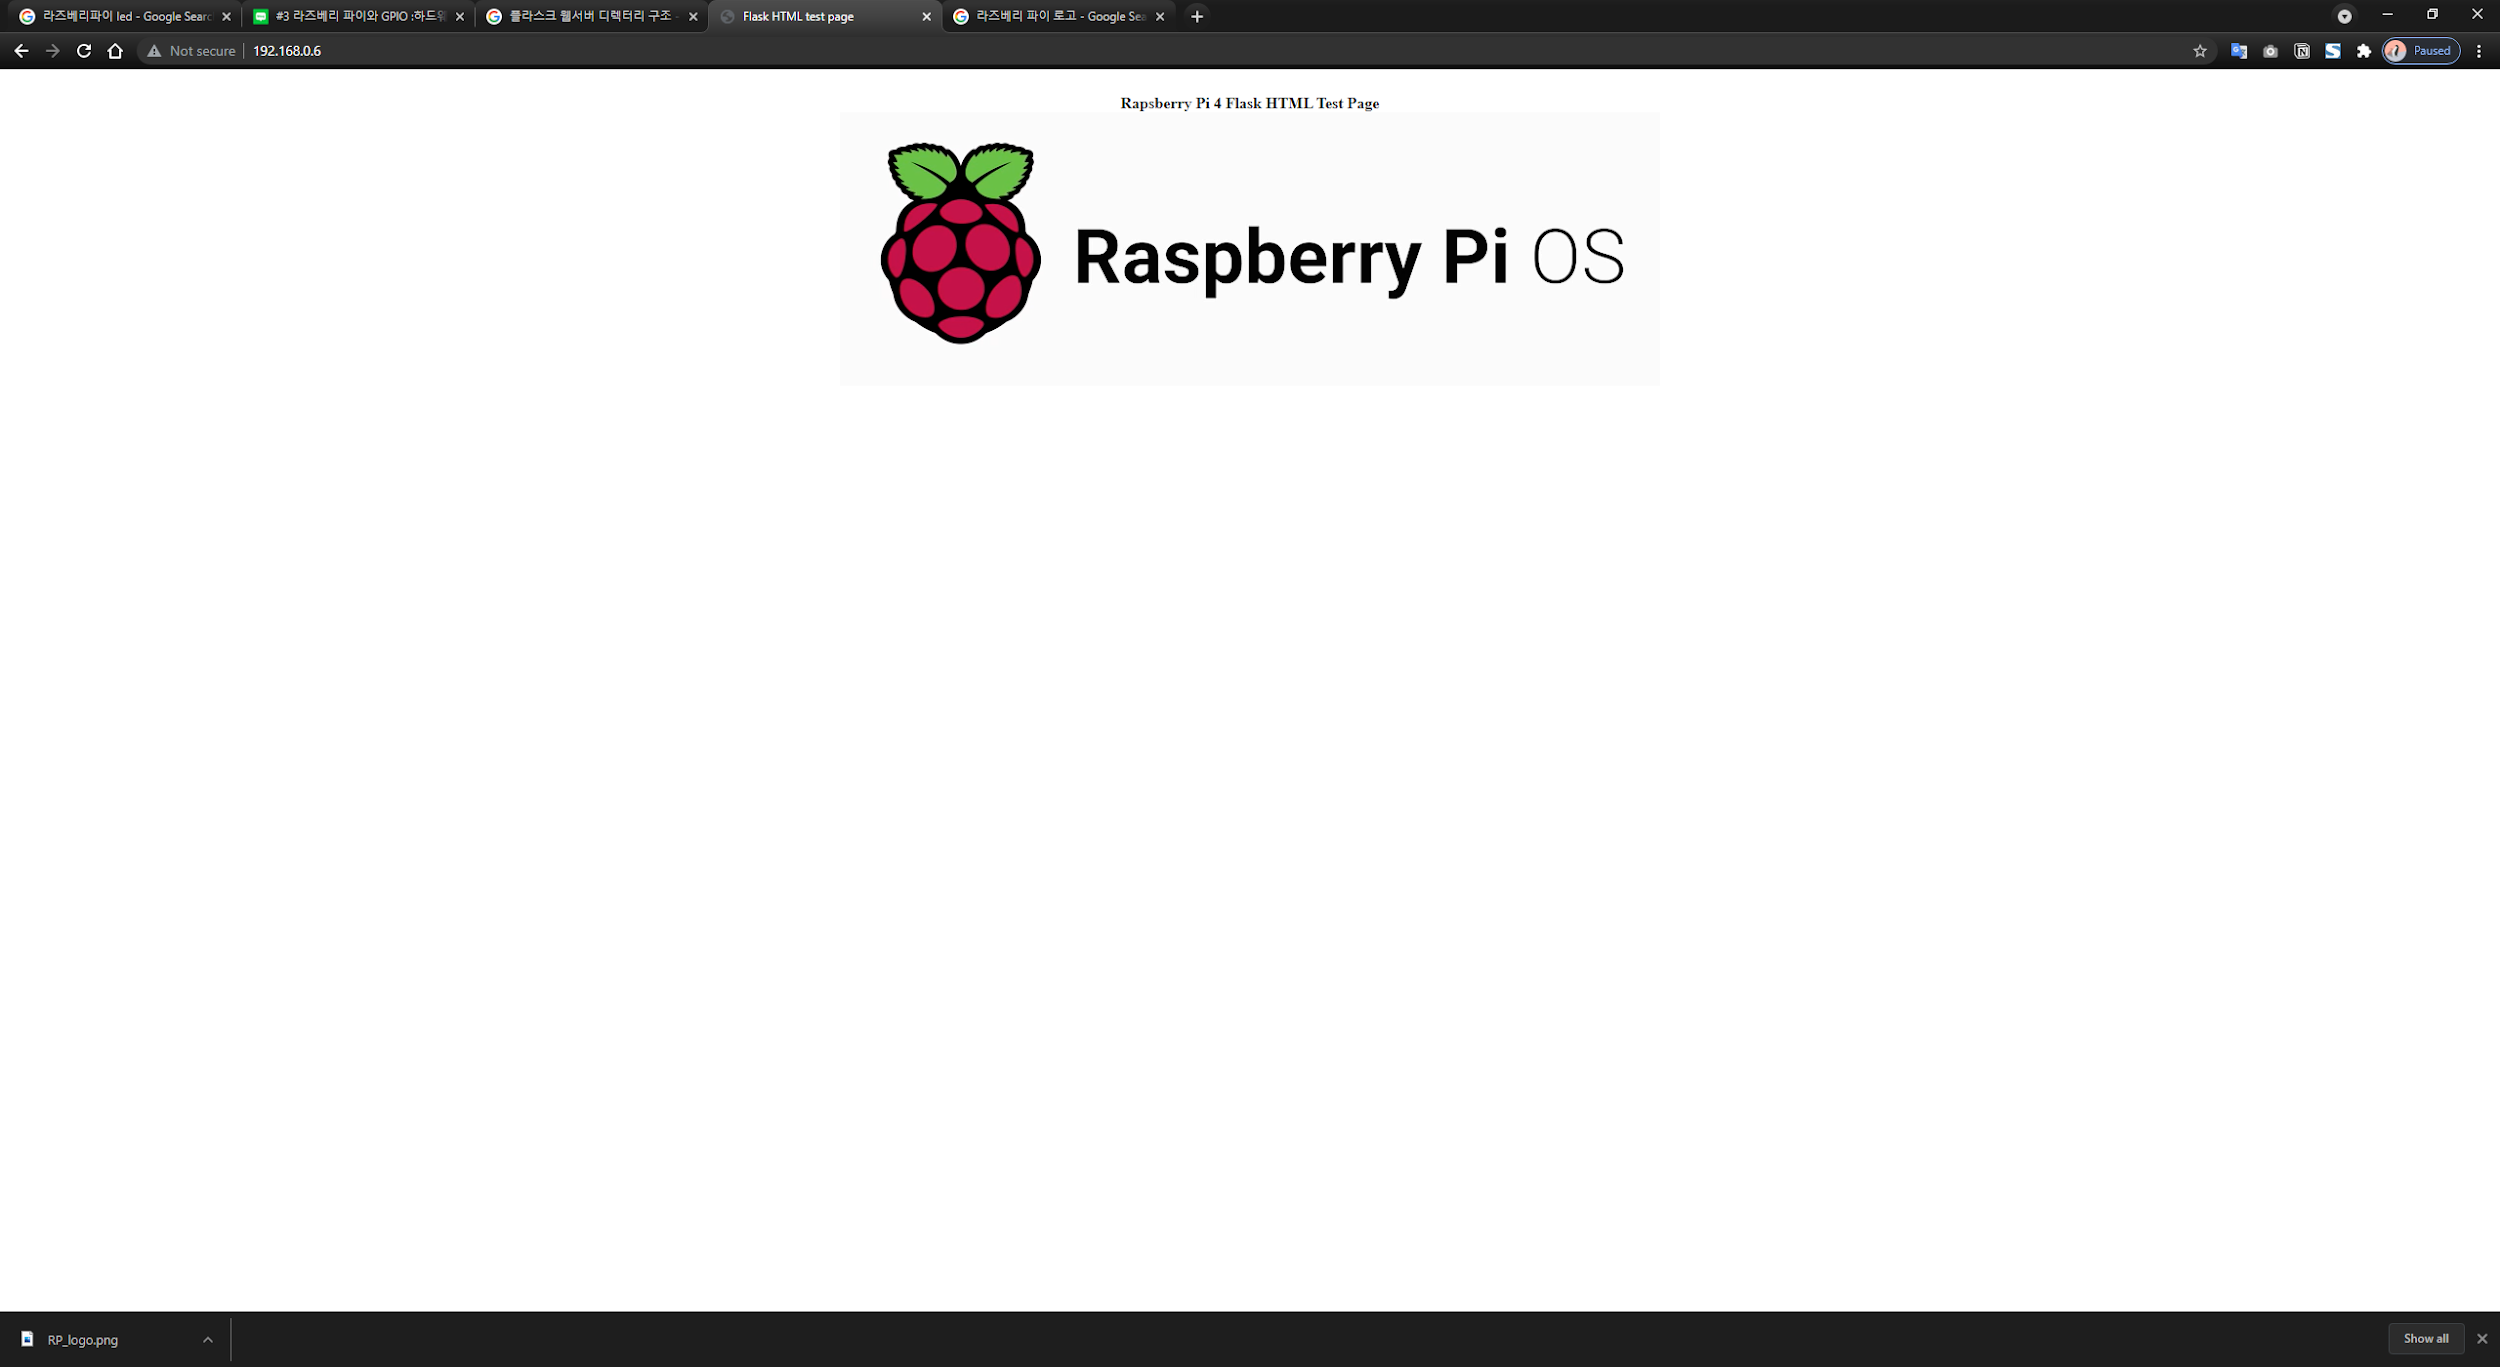 라즈베리파이 led - Google Searc
#3 라즈베리 파이와 GPIO :하드웨
플라스크 웹서버 디렉터리 구조 -
Flask HTML test page
라즈베리 파이 로고 - Google Sea
Not secure
192.168.0.6
Paused
Rapsberry Pi 4 Flask HTML Test Page
Raspberry Pi OS
RP_logo.png
Show all